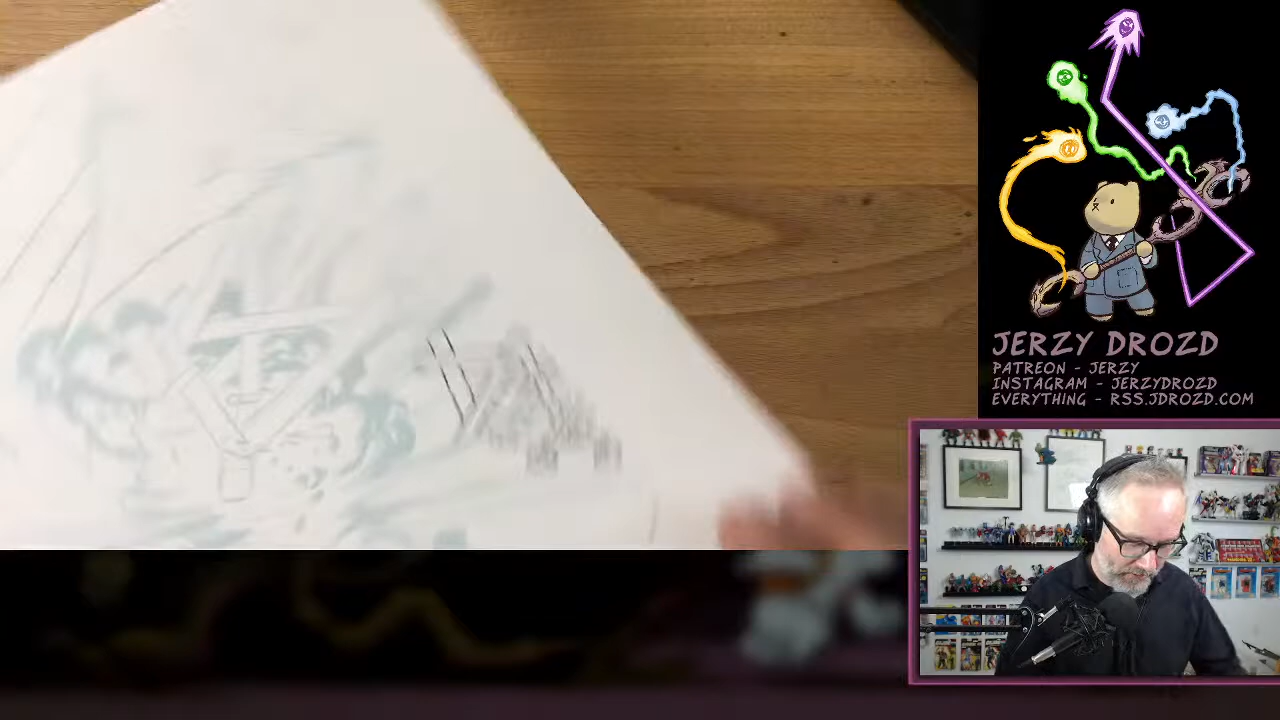 JERZY DROZD
PATREON - JERZY
INSTAGRAM - JERZYDROZD
EVERYTHING - RSS.JDROZD.COM